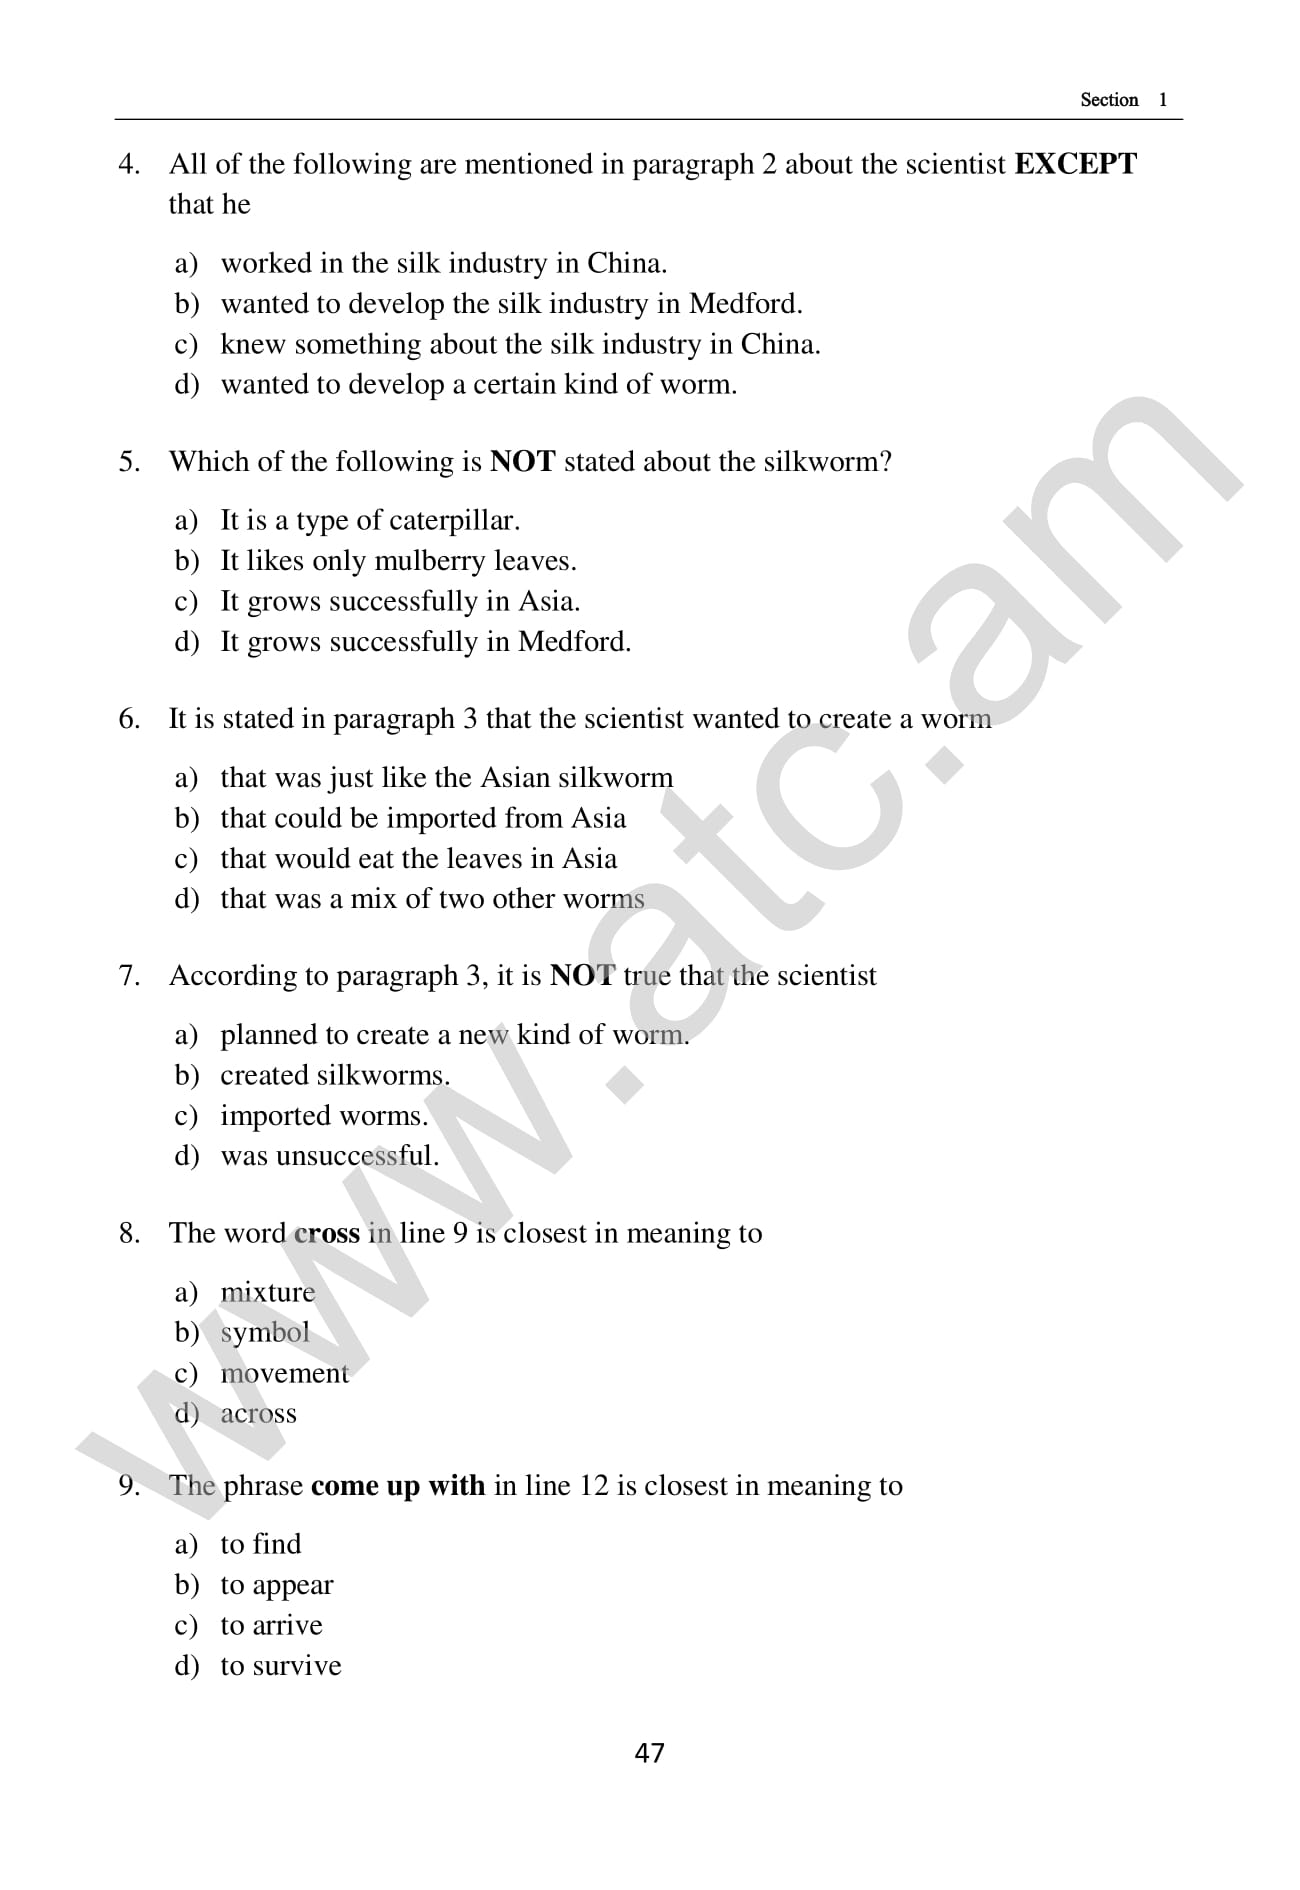 Section 1
4. All of the following are mentioned in paragraph 2 about the scientist EXCEPT
that he
a) worked in the silk industry in China.
b) wanted to develop the silk industry in Medford.
c) knew something about the silk industry in China.
d) wanted to develop a certain kind of worm.
5. Which of the following is NOT stated about the silkworm?
a) It is a type of caterpillar.
b) It likes only mulberry leaves.
c) It grows successfully in Asia.
d) It grows successfully in Medford.
6. It is stated in paragraph 3 that the scientist wanted to create a worm
a) that was just like the Asian silkworm
b) that could be imported from Asia
c) that would eat the leaves in Asia
d) that was a mix of two other worms
7. According to paragraph 3, it is NOT true that the scientist
a) planned to create a new kind of worm.
b) created silkworms.
c) imported worms.
d) was unsuccessful.
8. The word cross in line 9 is closest in meaning to
a) mixture
b) symbol
c) movement
d) across
9. The phrase come up with in line 12 is closest in meaning to
a) to find
b) to appear
c) to arrive
d) to survive
47
www.atc.am